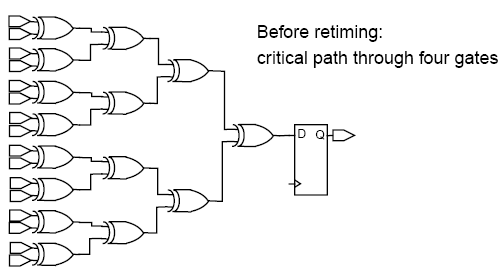 Before retiming:
critical path through four gates
D Q